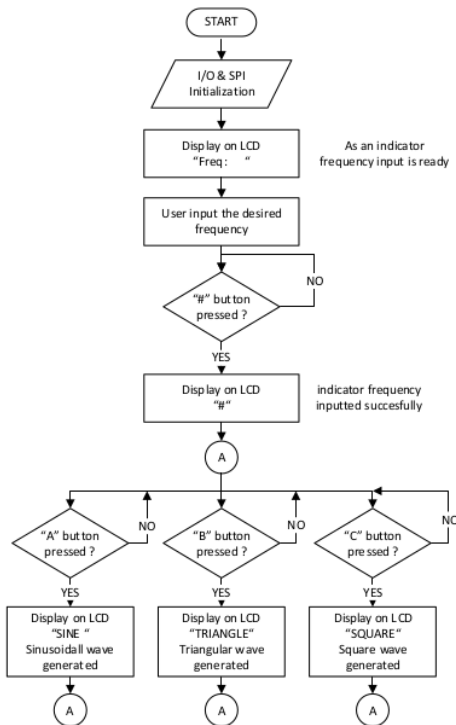 START
I/O & SPI
Initialization
Display on LCD
“Freq :     “
As an indicator
frequency input is ready
User input the desired
frequency
“#” button
pressed ?
NO
YES
Display on LCD
“#“
indicator frequency
inputted succesfully
A
“A” button
pressed ?
NO
“B” button
pressed ?
NO
“C” button
pressed ?
NO
YES
YES
YES
Display on LCD
“SINE “
Sinusoidall wave
generated
Display on LCD
“TRIANGLE“
Triangular wave
generated
Display on LCD
“SQUARE“
Square wave
generated
A
A
A